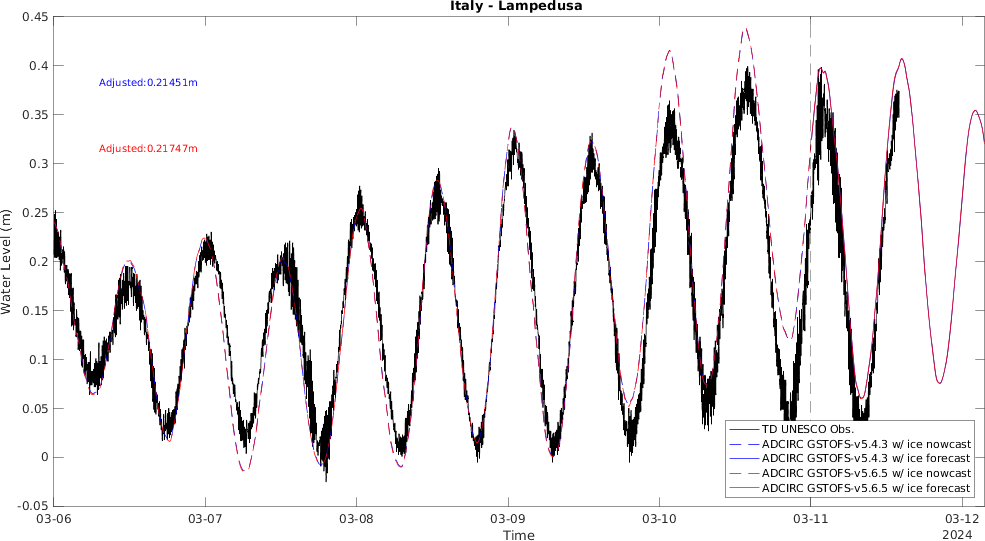 Italy - Lampedusa
0.45
0.4
0.35
0.3
0.25
0.2
0.15
0.1
0.05
0
-0.05
Water Level (m)
Adjusted:0.21451m
Adjusted:0.21747m
TD UNESCO Obs.
ADCIRC GSTOFS-v5.4.3 w/ ice nowcast
ADCIRC GSTOFS-v5.4.3 w/ ice forecast
ADCIRC GSTOFS-v5.6.5 w/ ice nowcast
ADCIRC GSTOFS-v5.6.5 w/ ice forecast
03-06 03-07 03-08 03-09 03-10 03-11 03-12
Time
2024